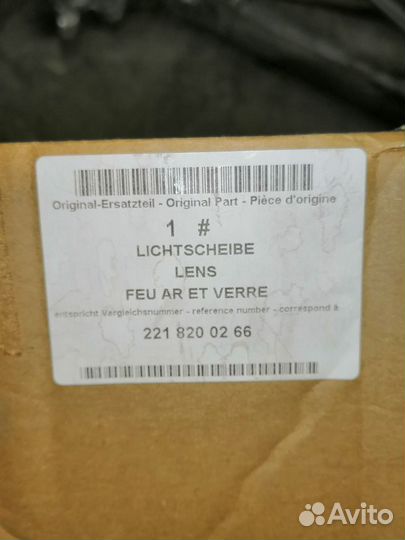 Original-Ersatzteil - Original Part - Pièce d'origine
1 #
LICHTSCHEIBE
LENS
FEU AR ET VERRE
entspricht Vergleichsnummer - reference number - correspond à
221 820 02 66
Avito